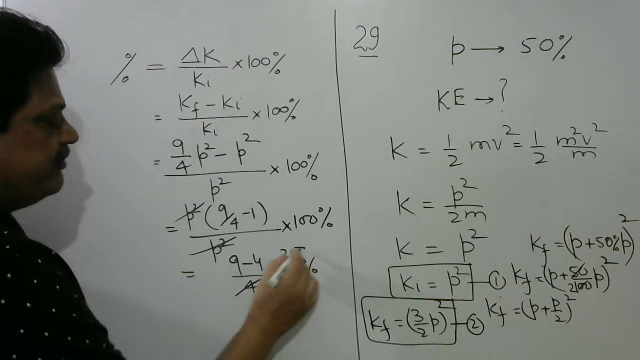 % = ΔK/K₁ × 100%
= (K_f − K_i)/K₁ × 100%
= (9/4 p² − p²)/p² × 100%
= p²(9/4 − 1)/p² × 100%
= 9−4/4 %
29
p → 50%
KE → ?
K = 1/2 mv² = 1/2 m²v²/m
K = p²/2m
K = p²
K_f = (p + 50% p)²
K₁ = p² — ①
K_f = (p + 50/100 p)²
K_f = (p + p/2)²
K_f = (3/2 p)² — ②